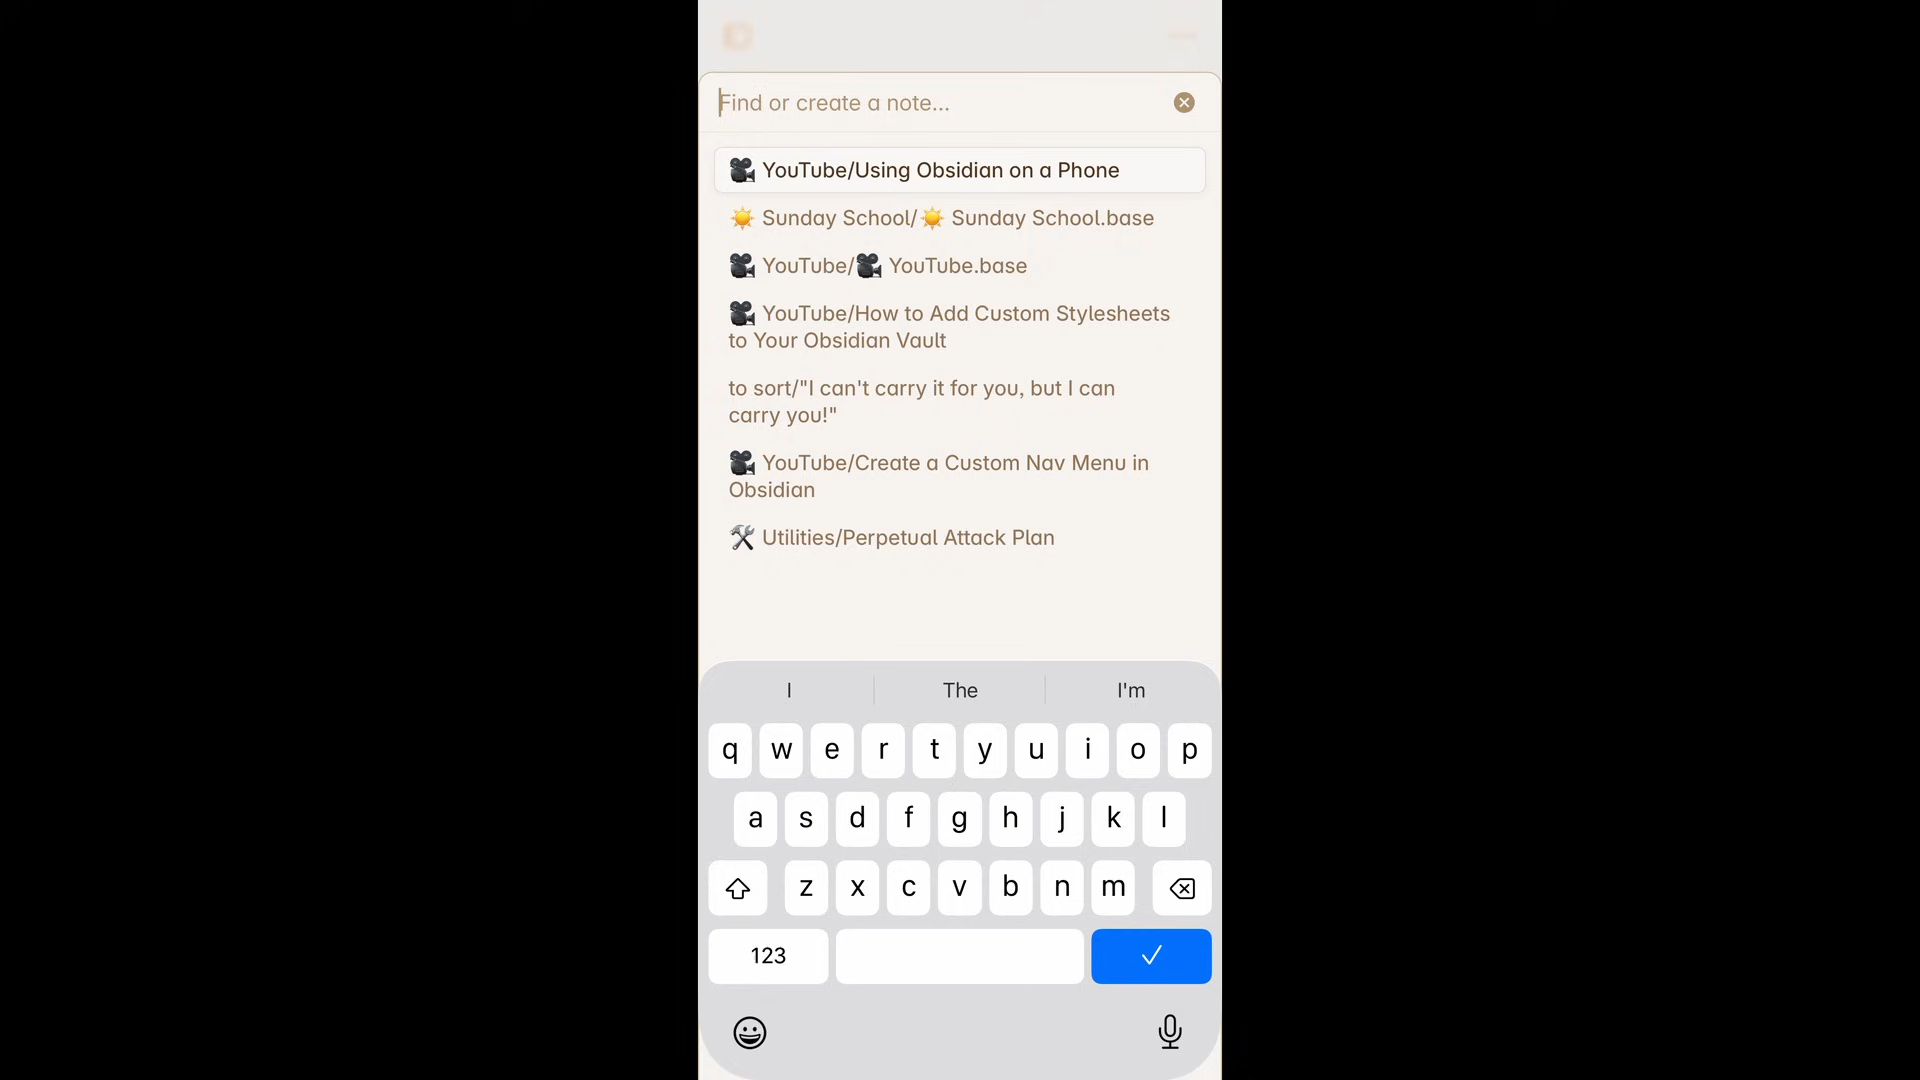 Find or create a note...
🎥 YouTube/Using Obsidian on a Phone
☀️ Sunday School/☀️ Sunday School.base
🎥 YouTube/🎥 YouTube.base
🎥 YouTube/How to Add Custom Stylesheets
to Your Obsidian Vault
to sort/"I can't carry it for you, but I can
carry you!"
🎥 YouTube/Create a Custom Nav Menu in
Obsidian
🛠️ Utilities/Perpetual Attack Plan
I The I'm
q w e r t y u i o p
a s d f g h j k l
z x c v b n m
123